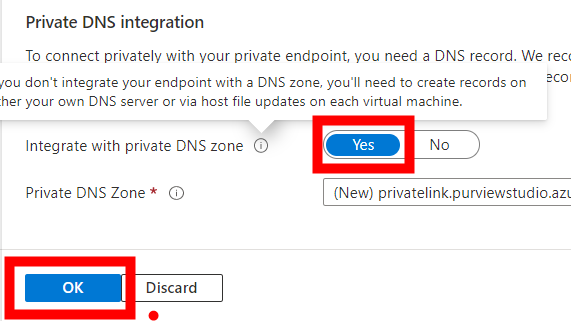 Private DNS integration
To connect privately with your private endpoint, you need a DNS record. We reco
you don't integrate your endpoint with a DNS zone, you'll need to create records on
ther your own DNS server or via host file updates on each virtual machine.
ecor
Integrate with private DNS zone
Yes
No
Private DNS Zone *
(New) privatelink.purviewstudio.azu
OK
Discard